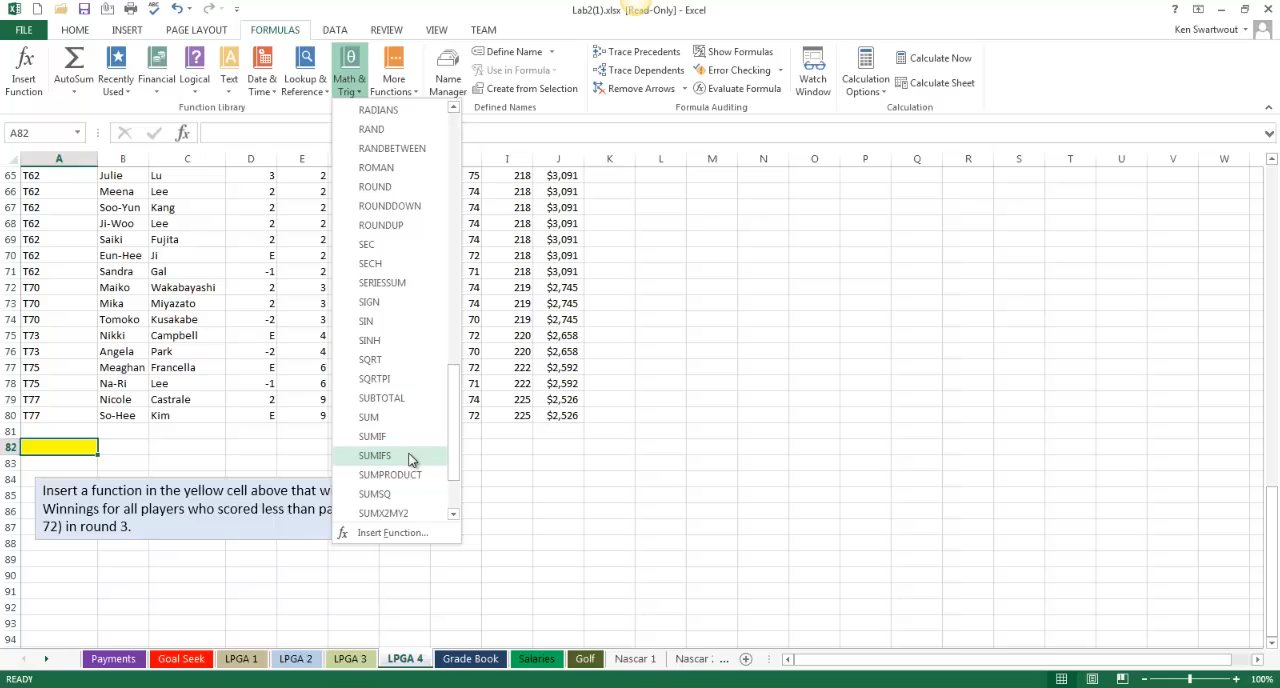 Lab2(1).xlsx [Read-Only] - Excel
FILE HOME INSERT PAGE LAYOUT FORMULAS DATA REVIEW VIEW TEAM Ken Swartwout
Insert Function AutoSum Recently Used Financial Logical Text Date & Time Lookup & Reference Math & Trig More Functions
Name Manager Define Name Use in Formula Create from Selection
Trace Precedents Show Formulas
Trace Dependents Error Checking
Remove Arrows Evaluate Formula
Watch Window Calculation Options Calculate Now Calculate Sheet
Function Library Defined Names Formula Auditing Calculation
A82 fx
A B C D E I J K L M N O P Q R S T U V W
65 T62 Julie Lu 3 2 75 218 $3,091
66 T62 Meena Lee 2 2 74 218 $3,091
67 T62 Soo-Yun Kang 2 2 74 218 $3,091
68 T62 Ji-Woo Lee 2 2 74 218 $3,091
69 T62 Saiki Fujita 2 2 74 218 $3,091
70 T62 Eun-Hee Ji E 2 72 218 $3,091
71 T62 Sandra Gal -1 2 71 218 $3,091
72 T70 Maiko Wakabayashi 2 3 74 219 $2,745
73 T70 Mika Miyazato 2 3 74 219 $2,745
74 T70 Tomoko Kusakabe -2 3 70 219 $2,745
75 T73 Nikki Campbell E 4 72 220 $2,658
76 T73 Angela Park -2 4 70 220 $2,658
77 T75 Meaghan Francella E 6 72 222 $2,592
78 T75 Na-Ri Lee -1 6 71 222 $2,592
79 T77 Nicole Castrale 2 9 74 225 $2,526
80 T77 So-Hee Kim E 9 72 225 $2,526
81
82
83
84
85
86
87
88
89
90
91
92
93
94
RADIANS
RAND
RANDBETWEEN
ROMAN
ROUND
ROUNDDOWN
ROUNDUP
SEC
SECH
SERIESSUM
SIGN
SIN
SINH
SQRT
SQRTPI
SUBTOTAL
SUM
SUMIF
SUMIFS
SUMPRODUCT
SUMSQ
SUMX2MY2
fx Insert Function...
Insert a function in the yellow cell above that
Winnings for all players who scored less than
72) in round 3.
Payments Goal Seek LPGA 1 LPGA 2 LPGA 3 LPGA 4 Grade Book Salaries Golf Nascar 1 Nascar ...
READY 100%